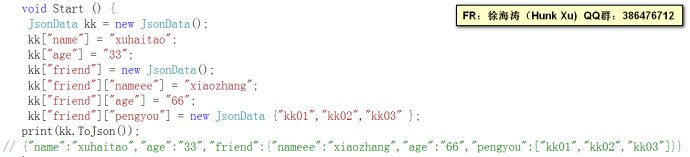 void Start () {
FR：徐海涛（Hunk Xu）QQ群：386476712
JsonData kk = new JsonData();
kk["name"] = "xuhaitao";
kk["age"] = "33";
kk["friend"] = new JsonData();
kk["friend"]["nameee"] = "xiaozhang";
kk["friend"]["age"] = "66";
kk["friend"]["pengyou"] = new JsonData {"kk01","kk02","kk03" };
print(kk.ToJson());
// {"name":"xuhaitao","age":"33","friend":{"nameee":"xiaozhang","age":"66","pengyou":["kk01","kk02","kk03"]}}